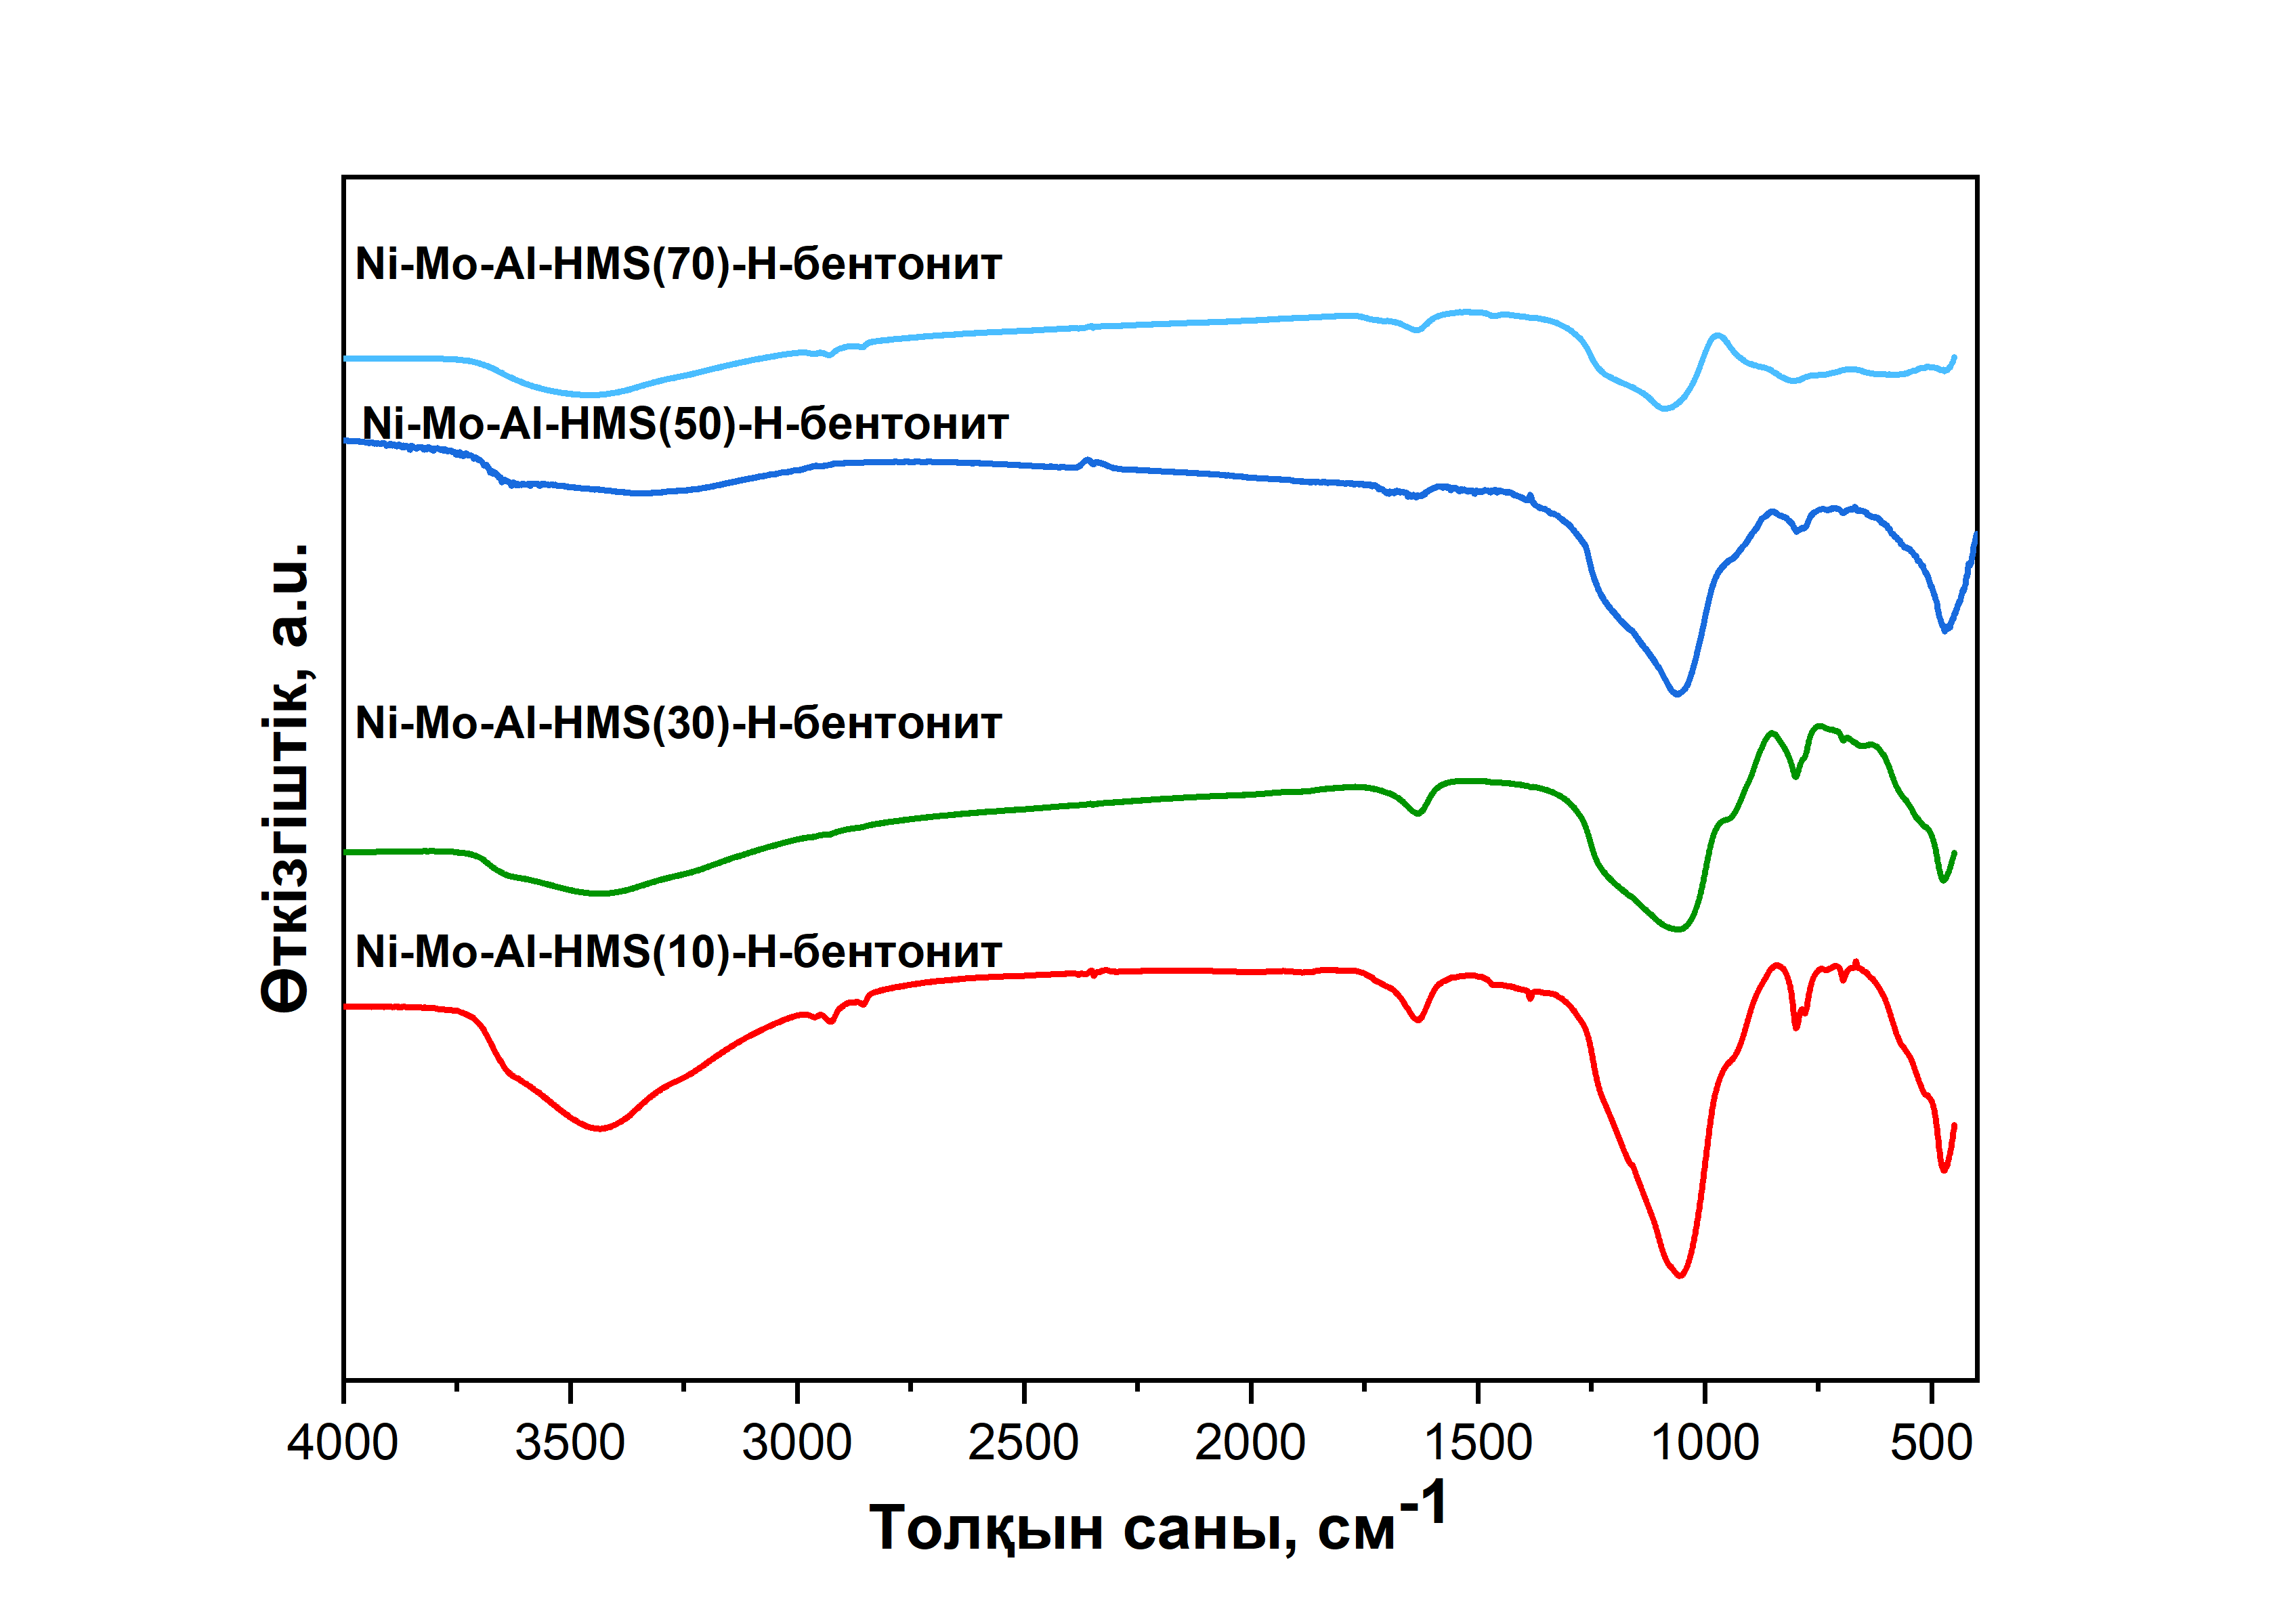 Ni-Mo-Al-HMS(70)-H-бентонит
Ni-Mo-Al-HMS(50)-H-бентонит
Ni-Mo-Al-HMS(30)-H-бентонит
Ni-Mo-Al-HMS(10)-H-бентонит
Өткізгіштік, a.u.
4000 3500 3000 2500 2000 1500 1000 500
Толқын саны, см-1